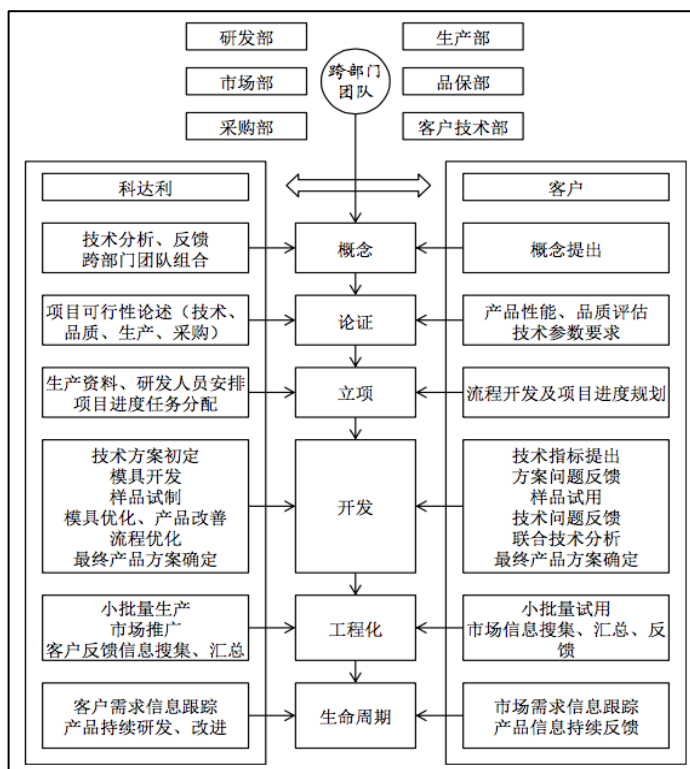 研发部
生产部
市场部
跨部门
团队
品保部
采购部
客户技术部
科达利
客户
技术分析、反馈
跨部门团队组合
概念
概念提出
项目可行性论述（技术、
品质、生产、采购）
论证
产品性能、品质评估
技术参数要求
生产资料、研发人员安排
项目进度任务分配
立项
流程开发及项目进度规划
技术方案初定
模具开发
样品试制
模具优化、产品改善
流程优化
最终产品方案确定
开发
技术指标提出
方案问题反馈
样品试用
技术问题反馈
联合技术分析
最终产品方案确定
小批量生产
市场推广
客户反馈信息搜集、汇总
工程化
小批量试用
市场信息搜集、汇总、反
馈
客户需求信息跟踪
产品持续研发、改进
生命周期
市场需求信息跟踪
产品信息持续反馈